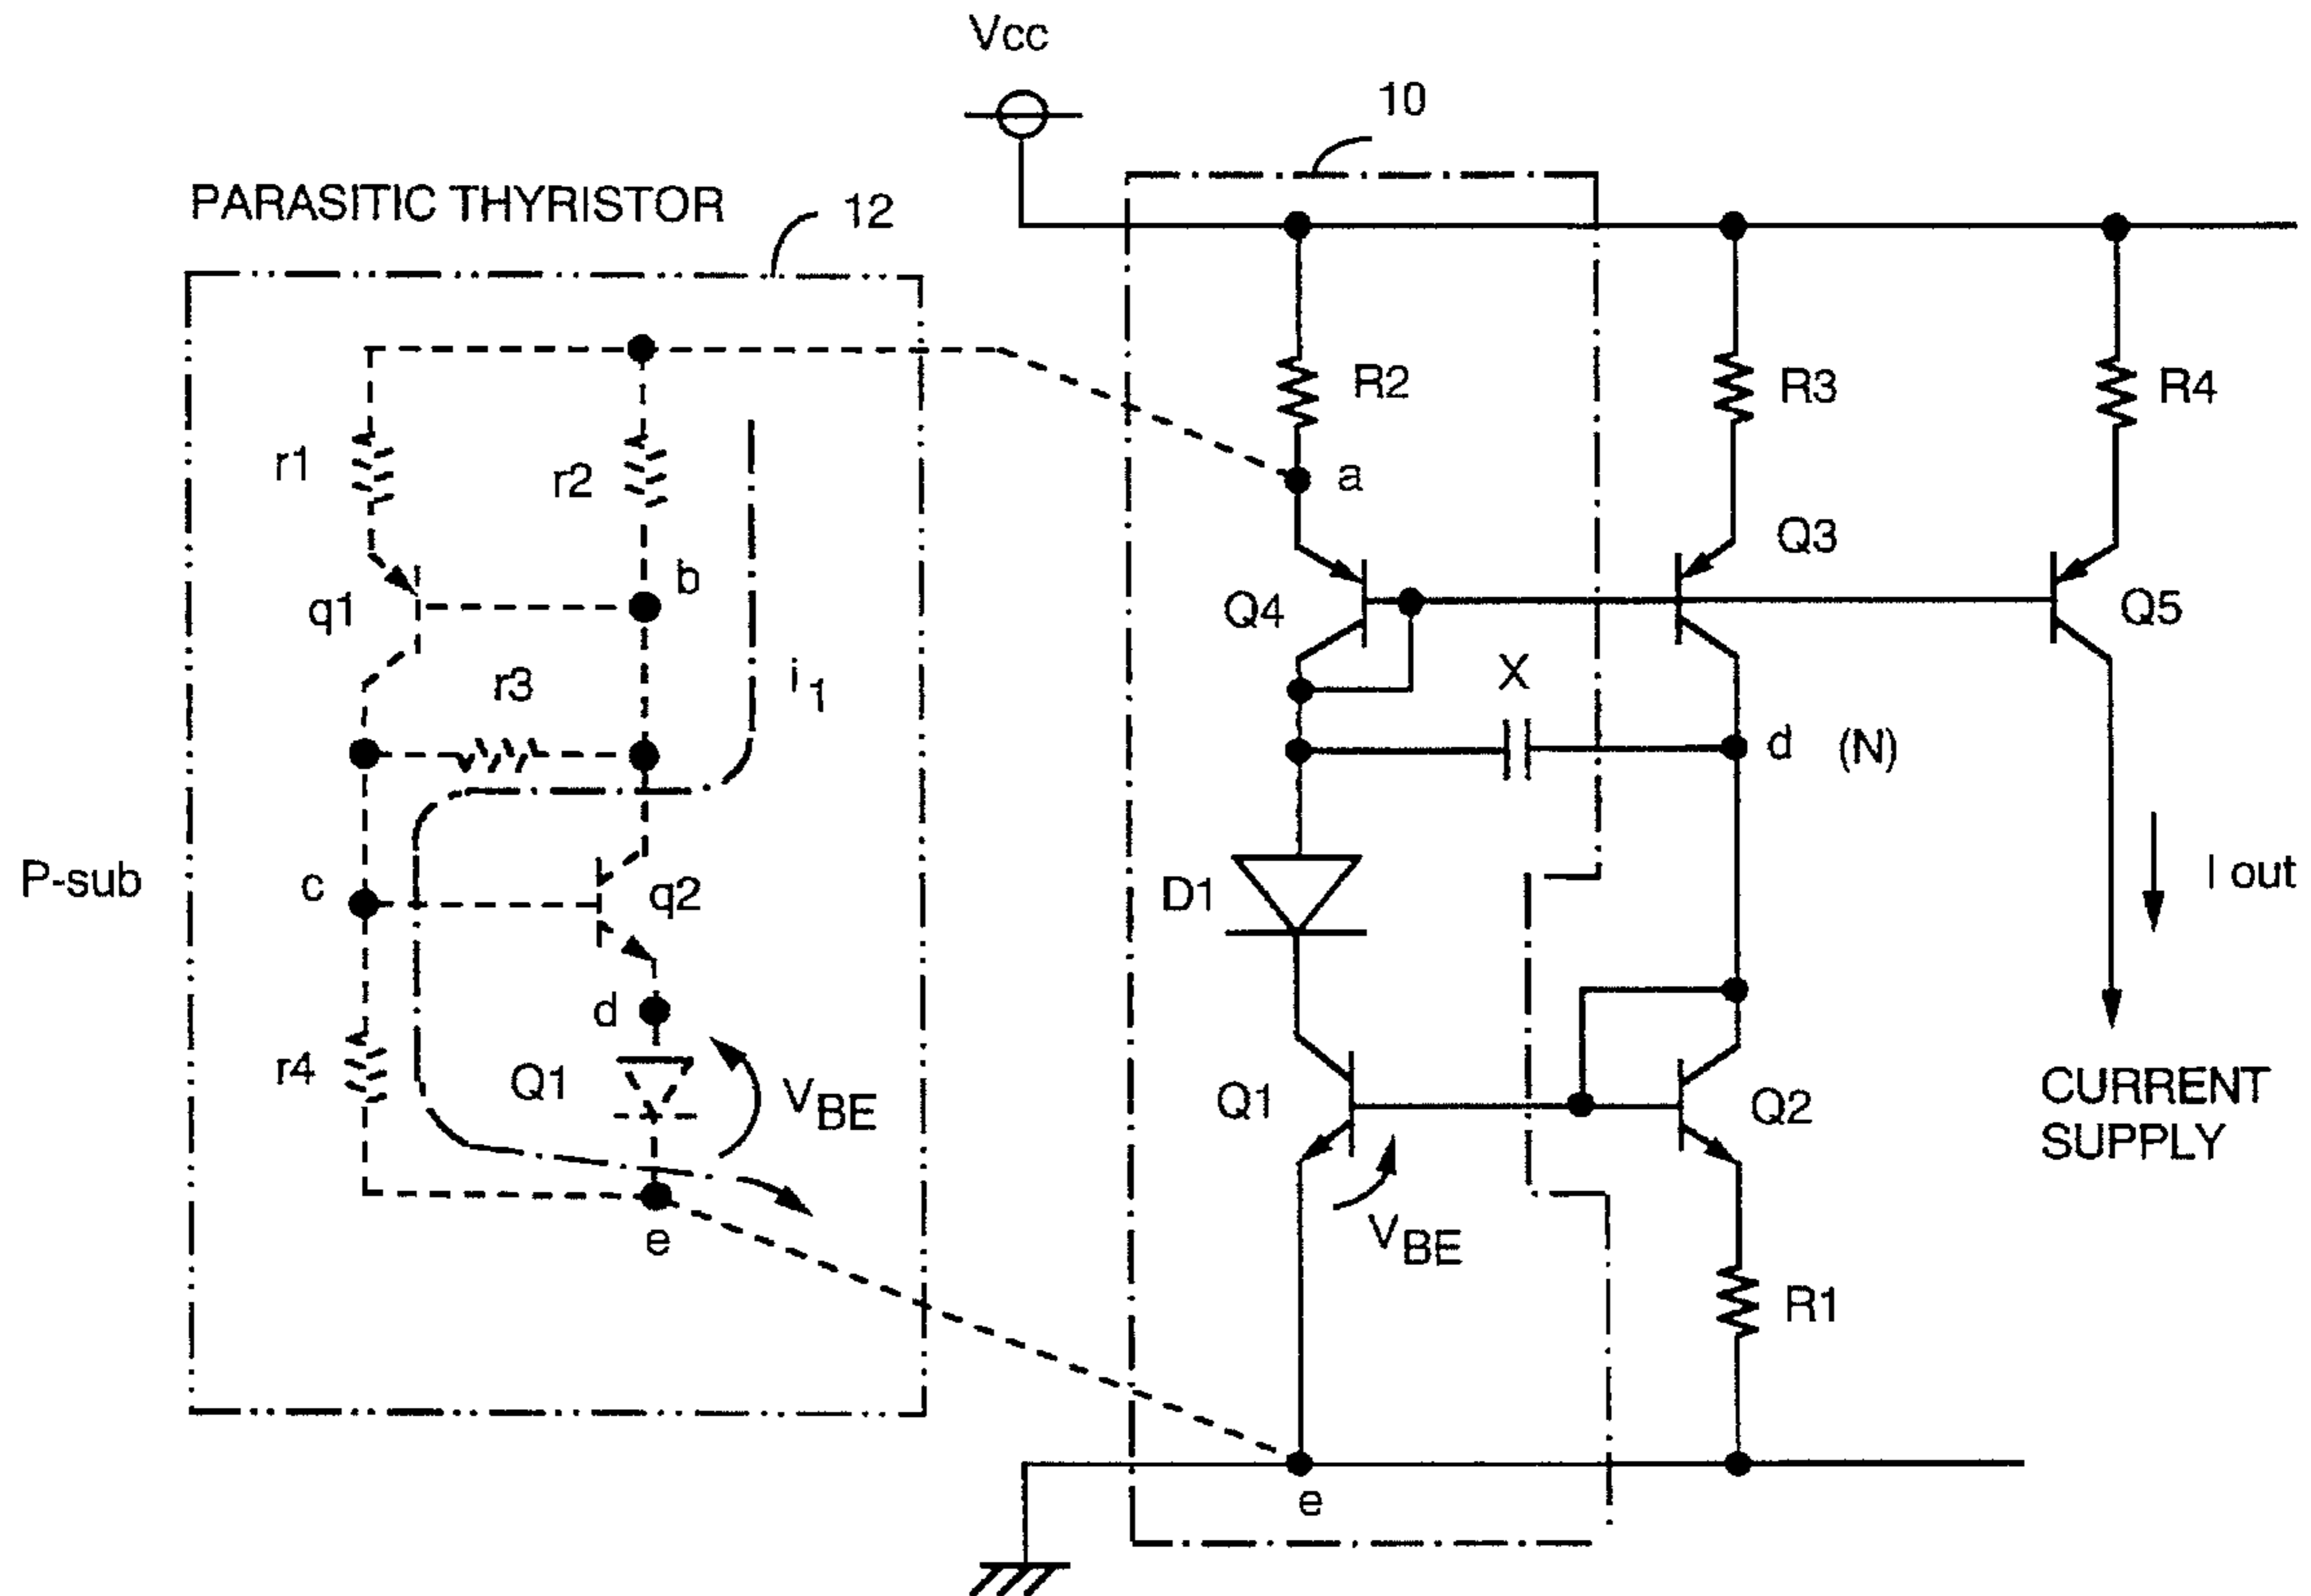 Vcc
10
PARASITIC THYRISTOR
12
r1
r2
R2
R3
R4
a
b
Q3
q1
Q4
Q5
r3
i1
X
d (N)
P-sub
c
q2
D1
I out
d
r4
Q1
VBE
Q1
Q2
CURRENT
SUPPLY
VBE
e
R1
e